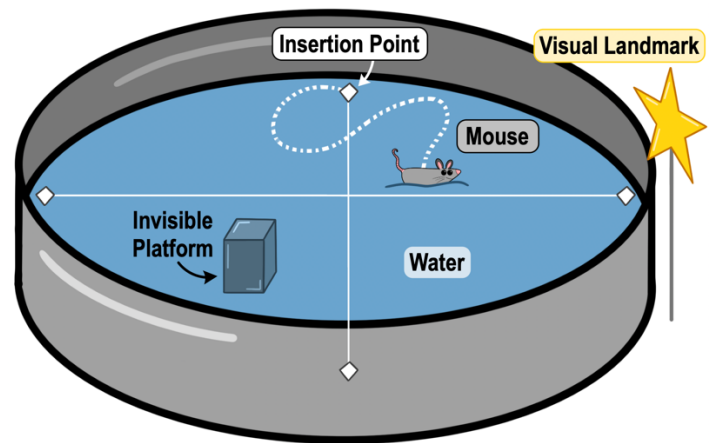 Insertion Point
Visual Landmark
Mouse
Invisible
Platform
Water